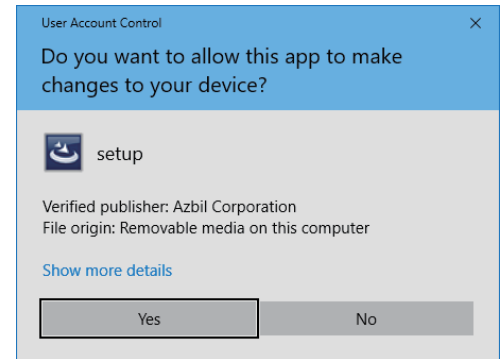 User Account Control
Do you want to allow this app to make
changes to your device?
setup
Verified publisher: Azbil Corporation
File origin: Removable media on this computer
Show more details
Yes
No